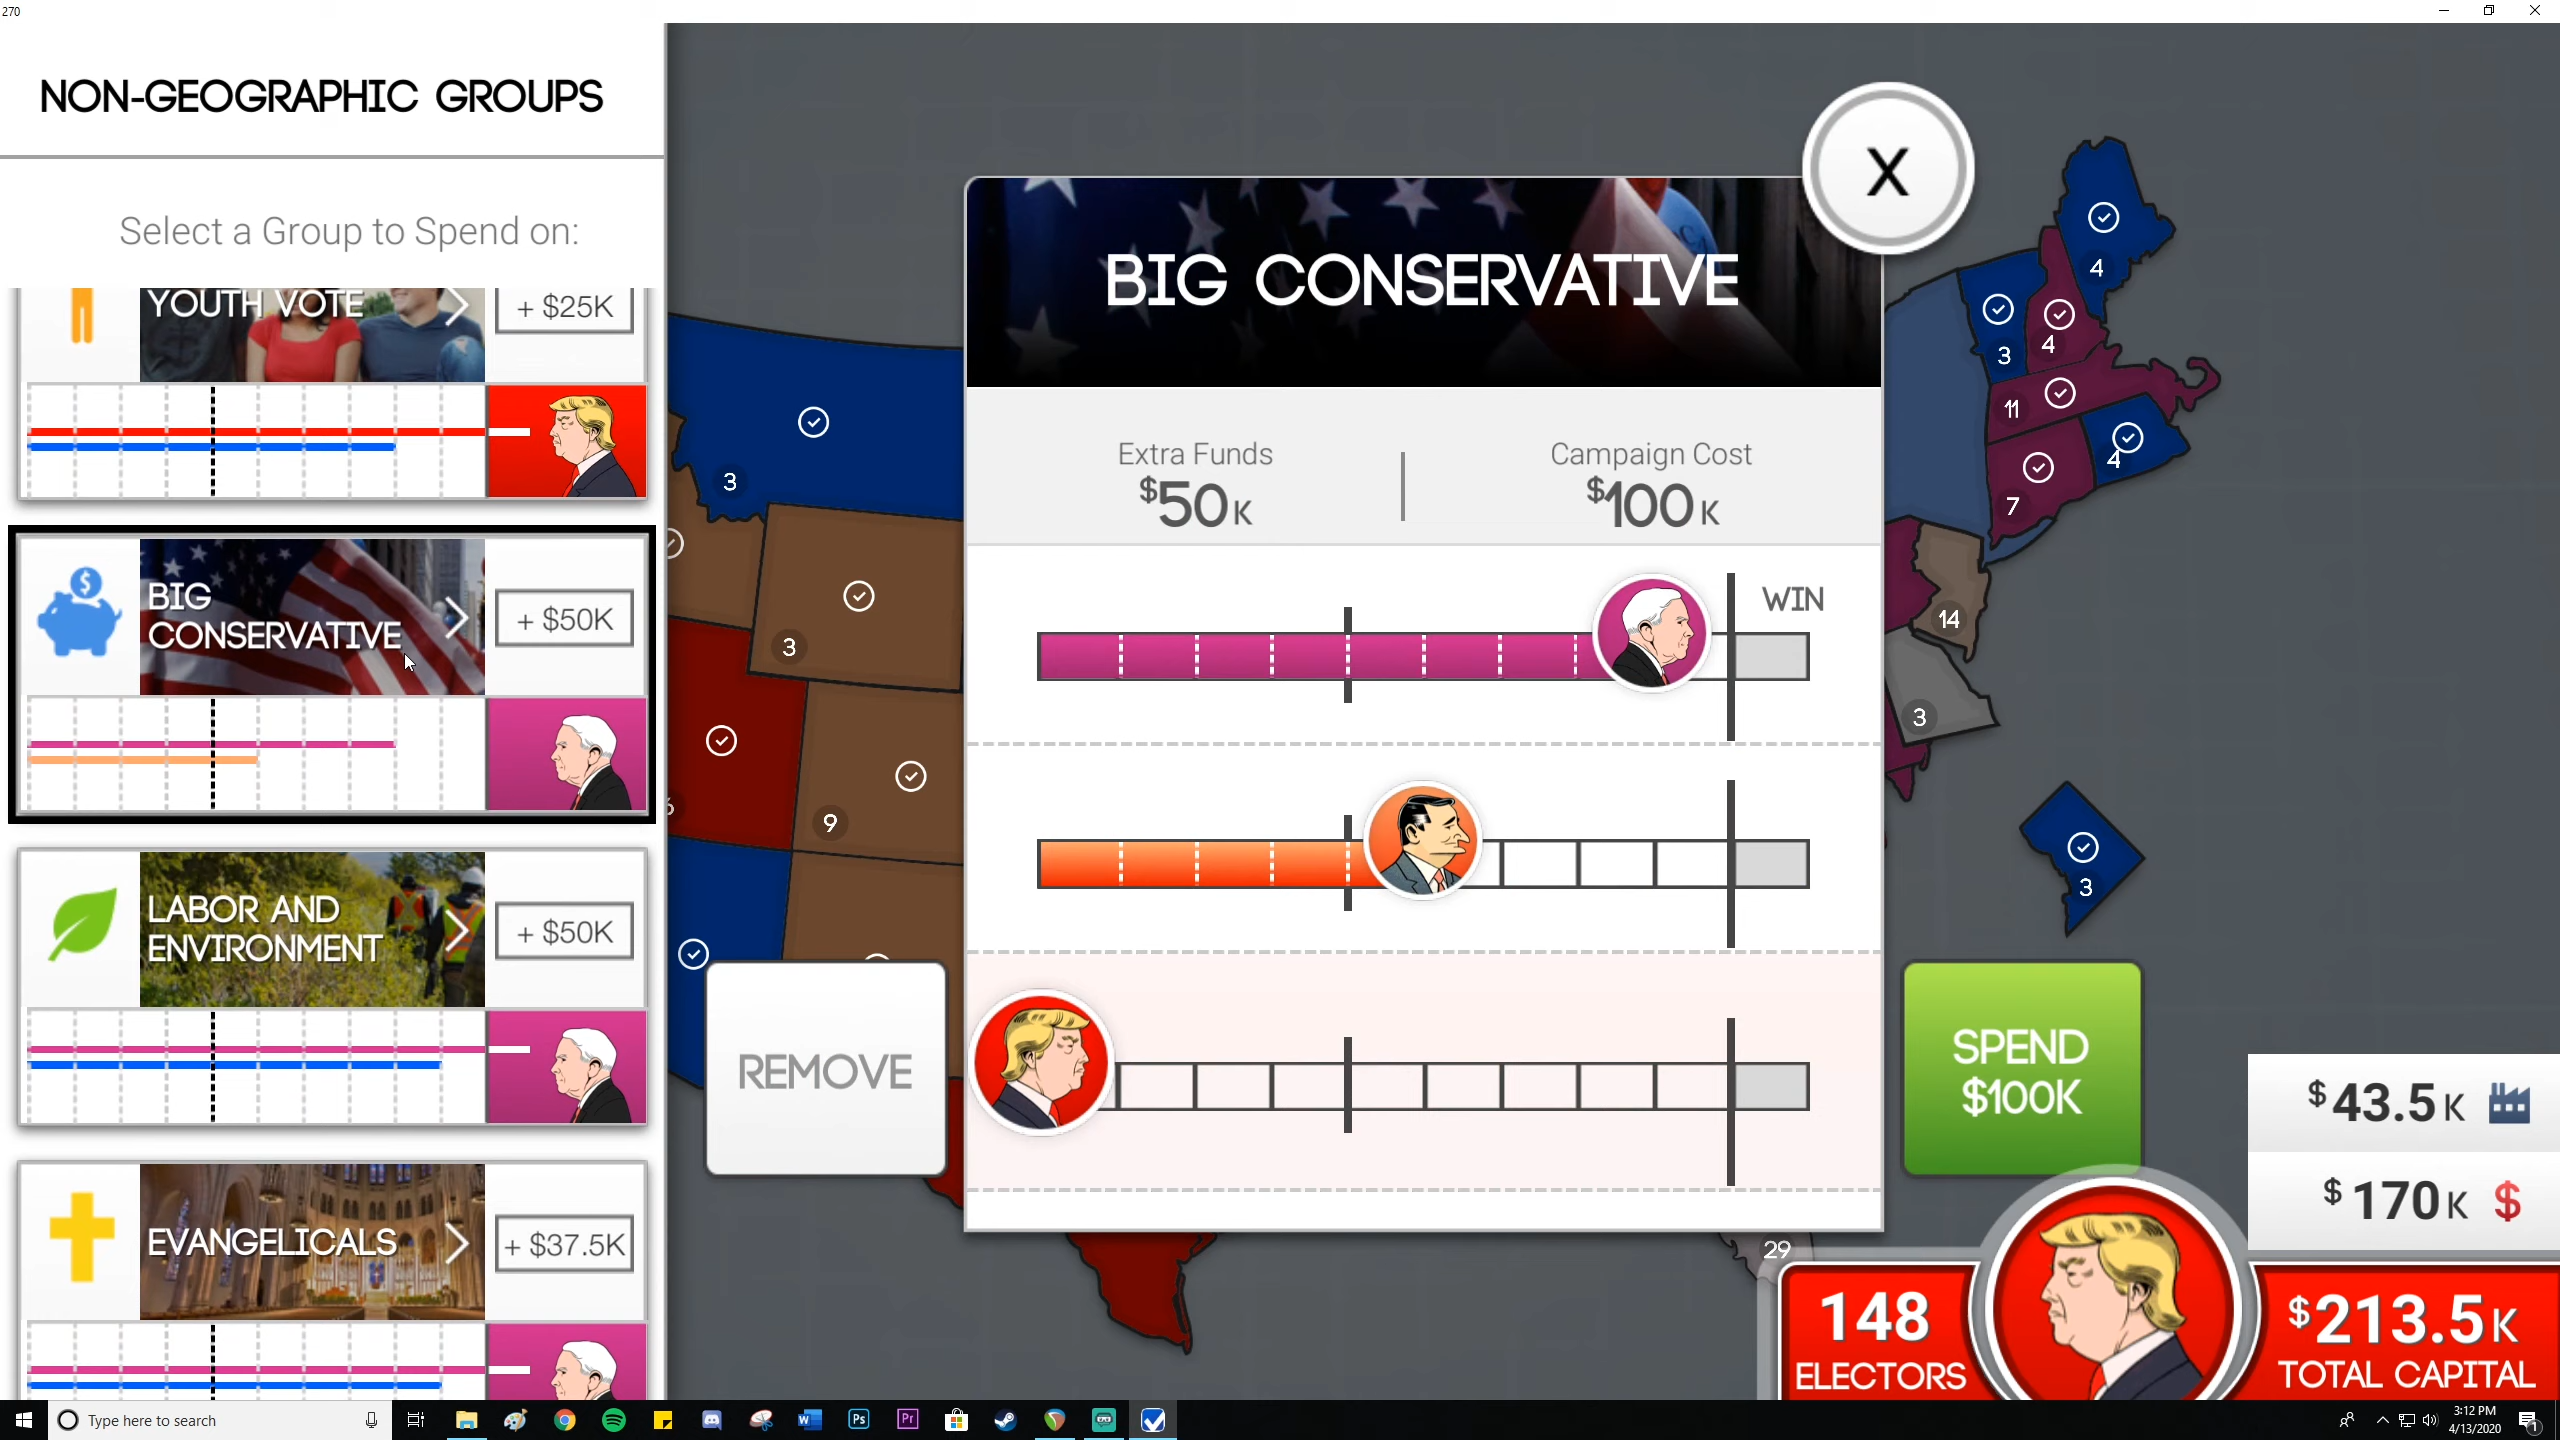 270
NON-GEOGRAPHIC GROUPS
Select a Group to Spend on:
YOUTH VOTE
+ $25K
BIG
CONSERVATIVE
+ $50K
LABOR AND
ENVIRONMENT
+ $50K
EVANGELICALS
+ $37.5K
X
BIG CONSERVATIVE
Extra Funds
$50K
Campaign Cost
$100K
WIN
REMOVE
SPEND
$100K
3
3
9
4
3
4
11
4
7
14
3
3
29
$43.5K
$170K $
148
ELECTORS
$213.5K
TOTAL CAPITAL
Type here to search
Ps
Pr
3:12 PM
4/13/2020
1